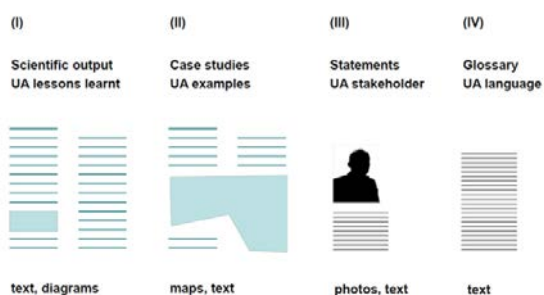 (I)
(II)
(III)
(IV)
Scientific output
UA lessons learnt
Case studies
UA examples
Statements
UA stakeholder
Glossary
UA language
text, diagrams
maps, text
photos, text
text